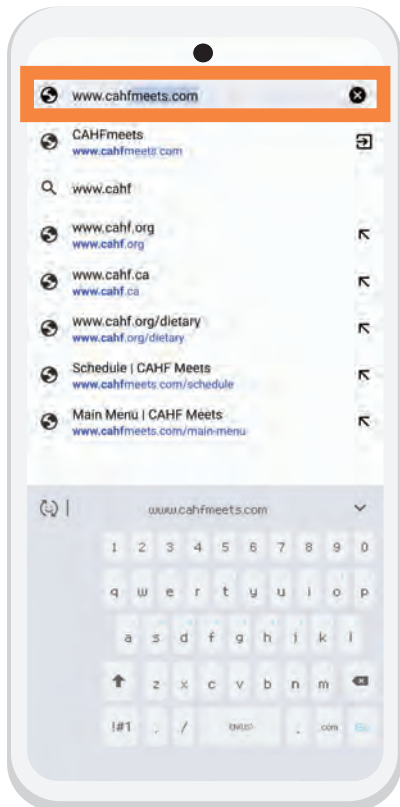 www.cahfmeets.com
CAHFmeets
www.cahfmeets.com
www.cahf
www.cahf.org
www.cahf.org
www.cahf.ca
www.cahf.ca
www.cahf.org/dietary
www.cahf.org/dietary
Schedule | CAHF Meets
www.cahfmeets.com/schedule
Main Menu | CAHF Meets
www.cahfmeets.com/main-menu
www.cahfmeets.com
1 2 3 4 5 6 7 8 9 0
q w e r t y u i o p
a s d f g h j k l
z x c v b n m
!#1 . / . .com